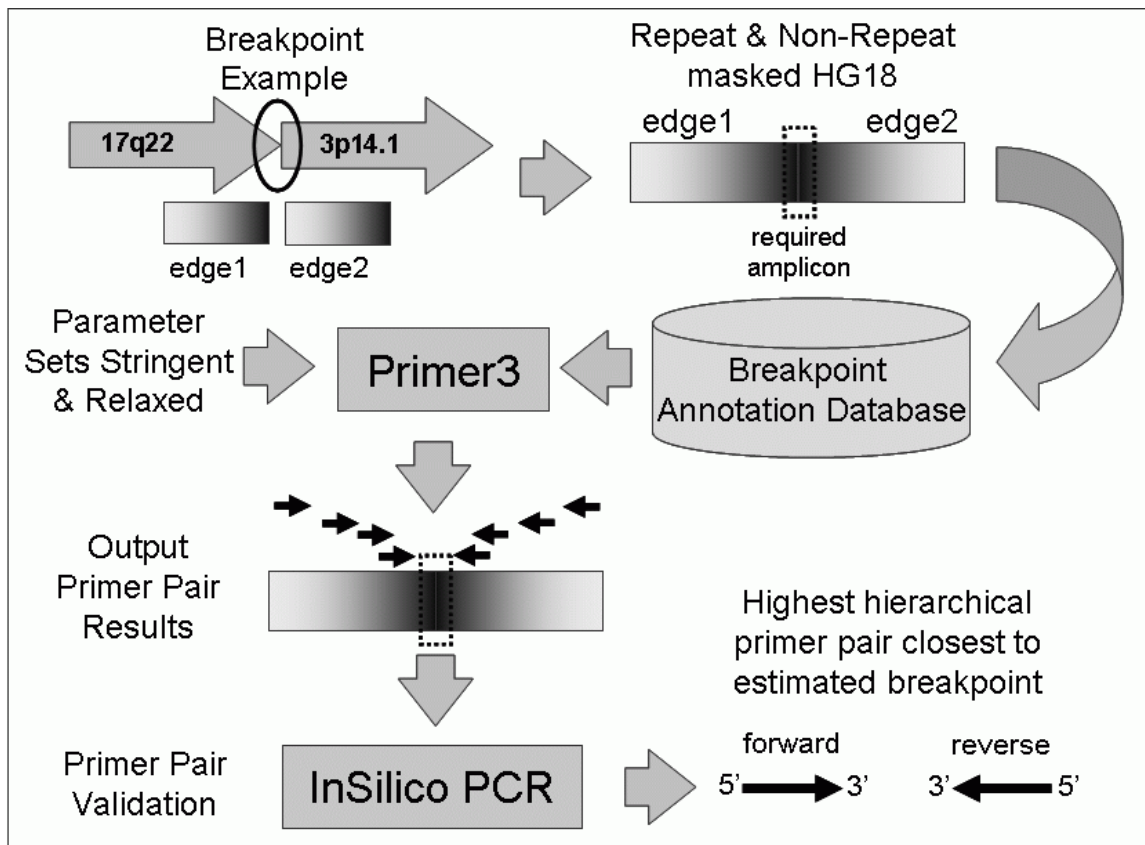 Breakpoint
Example
17q22
3p14.1
edge1
edge2
Repeat & Non-Repeat
masked HG18
edge1
edge2
required
amplicon
Parameter
Sets Stringent
& Relaxed
Primer3
Breakpoint
Annotation Database
Output
Primer Pair
Results
Primer Pair
Validation
InSilico PCR
Highest hierarchical
primer pair closest to
estimated breakpoint
forward
reverse
5’ 3’
3’ 5’